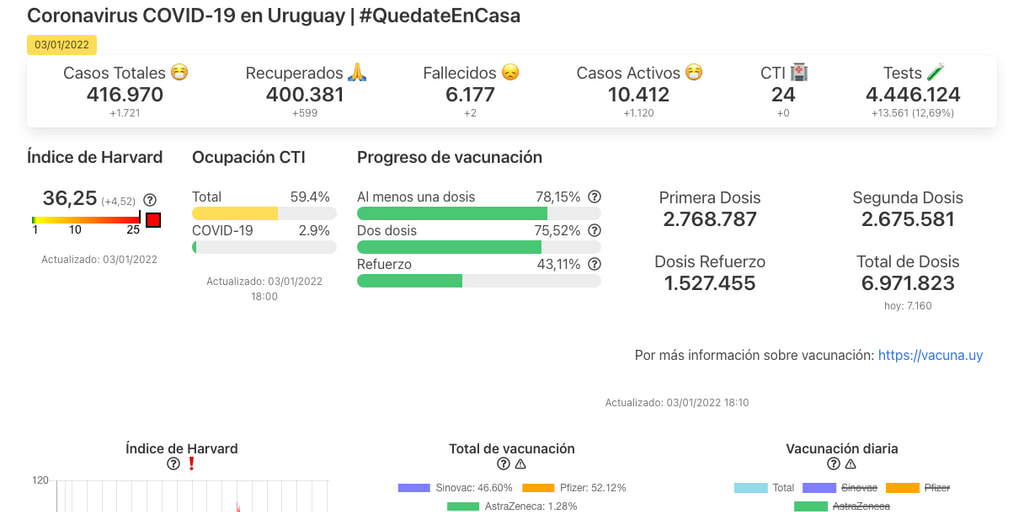 Coronavirus COVID-19 en Uruguay | #QuedateEnCasa
03/01/2022
Casos Totales 😷 Recuperados 🙏 Fallecidos 😞 Casos Activos 😷 CTI 🏥 Tests 🧪
416.970 400.381 6.177 10.412 24 4.446.124
+1.721 +599 +2 +1.120 +0 +13.561 (12,69%)
Índice de Harvard Ocupación CTI Progreso de vacunación
36,25 (+4,52)
1 10 25
Actualizado: 03/01/2022
Total 59.4%
COVID-19 2.9%
Actualizado: 03/01/2022
18:00
Al menos una dosis 78,15%
Dos dosis 75,52%
Refuerzo 43,11%
Primera Dosis Segunda Dosis
2.768.787 2.675.581
Dosis Refuerzo Total de Dosis
1.527.455 6.971.823
hoy: 7.160
Por más información sobre vacunación: https://vacuna.uy
Actualizado: 03/01/2022 18:10
Índice de Harvard
❗
120
Total de vacunación
Sinovac: 46.60% Pfizer: 52.12%
AstraZeneca: 1.28%
Vacunación diaria
Total Sinovac Pfizer
AstraZeneca